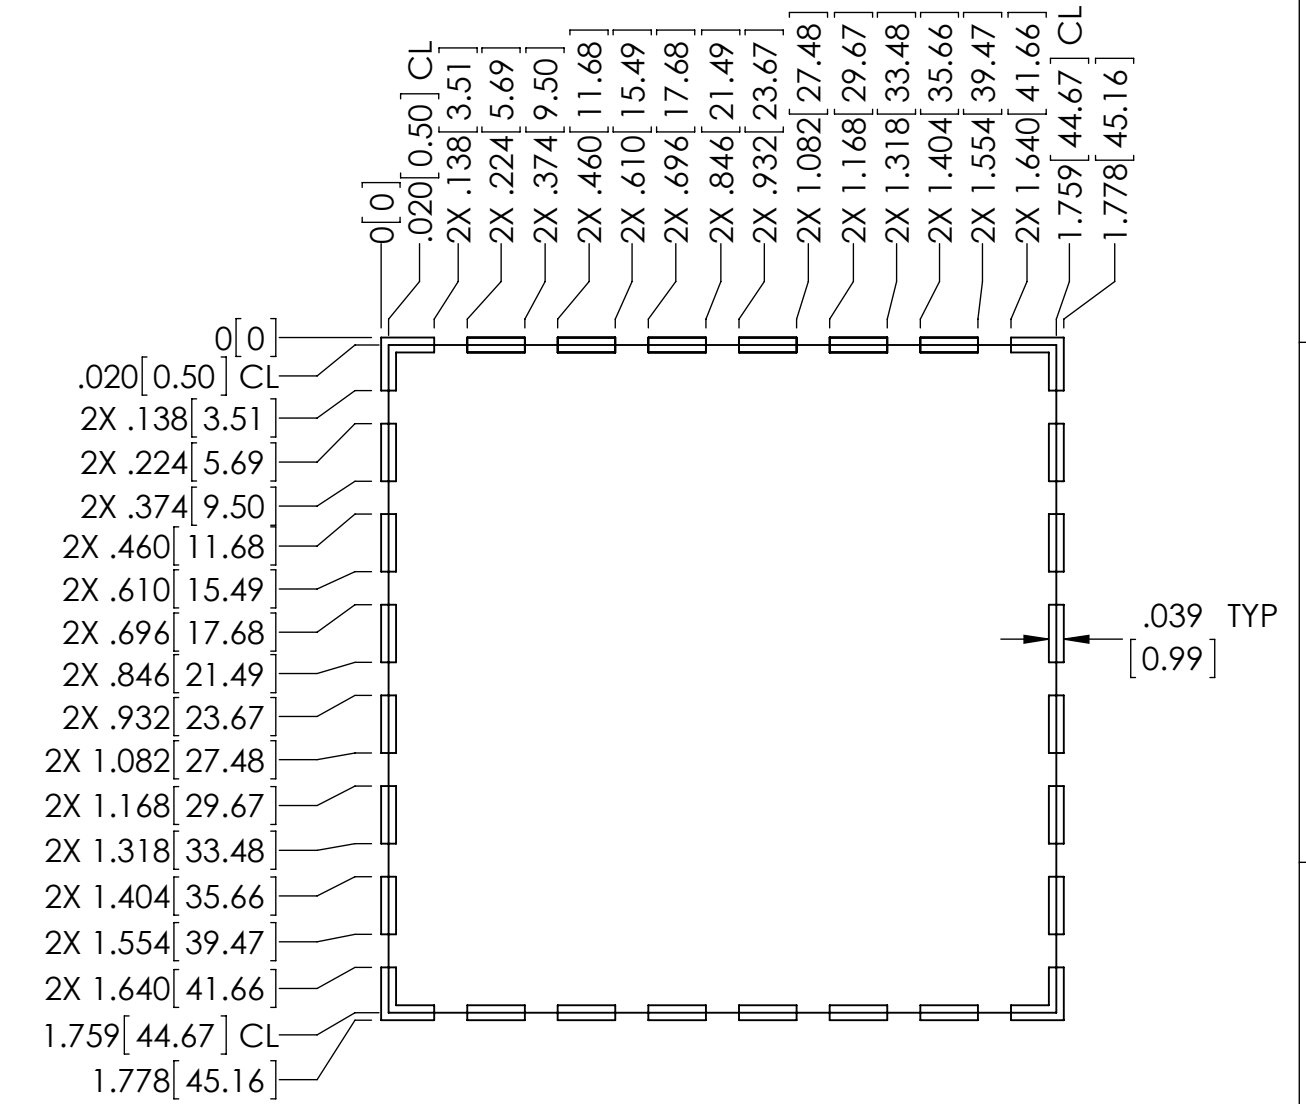 0[0]
.020[0.50] CL
2X .138[3.51]
2X .224[5.69]
2X .374[9.50]
2X .460[11.68]
2X .610[15.49]
2X .696[17.68]
2X .846[21.49]
2X .932[23.67]
2X 1.082[27.48]
2X 1.168[29.67]
2X 1.318[33.48]
2X 1.404[35.66]
2X 1.554[39.47]
2X 1.640[41.66]
1.759[44.67] CL
1.778[45.16]
0[0]
.020[0.50] CL
2X .138[3.51]
2X .224[5.69]
2X .374[9.50]
2X .460[11.68]
2X .610[15.49]
2X .696[17.68]
2X .846[21.49]
2X .932[23.67]
2X 1.082[27.48]
2X 1.168[29.67]
2X 1.318[33.48]
2X 1.404[35.66]
2X 1.554[39.47]
2X 1.640[41.66]
1.759[44.67] CL
1.778[45.16]
.039 TYP
[0.99]